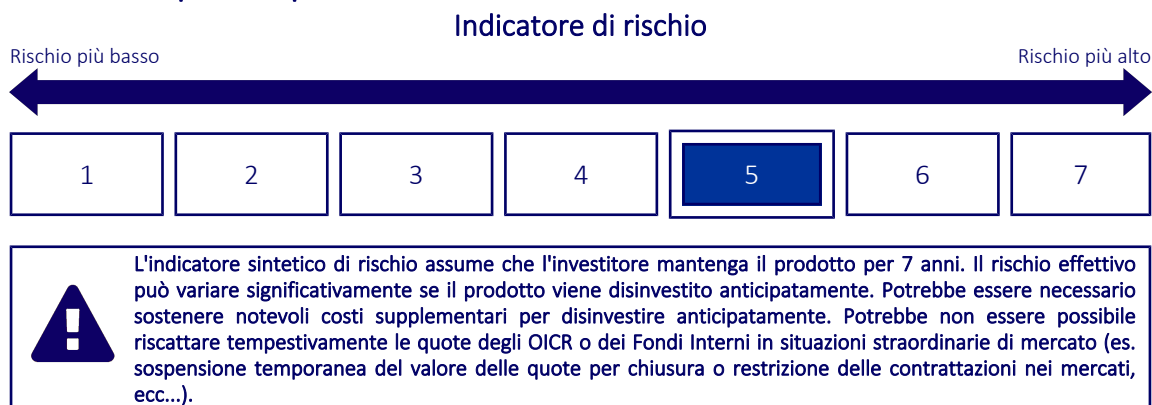 Indicatore di rischio
Rischio più basso
Rischio più alto
1 2 3 4 5 6 7
L'indicatore sintetico di rischio assume che l'investitore mantenga il prodotto per 7 anni. Il rischio effettivo
può variare significativamente se il prodotto viene disinvestito anticipatamente. Potrebbe essere necessario
sostenere notevoli costi supplementari per disinvestire anticipatamente. Potrebbe non essere possibile
riscattare tempestivamente le quote degli OICR o dei Fondi Interni in situazioni straordinarie di mercato (es.
sospensione temporanea del valore delle quote per chiusura o restrizione delle contrattazioni nei mercati,
ecc...).